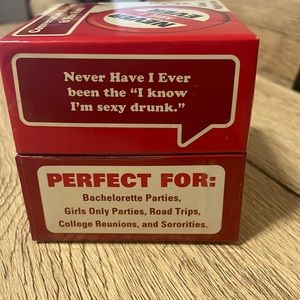 NEVER
Never Have I Ever
been the “I know
I’m sexy drunk.”
PERFECT FOR:
Bachelorette Parties,
Girls Only Parties, Road Trips,
College Reunions, and Sororities.